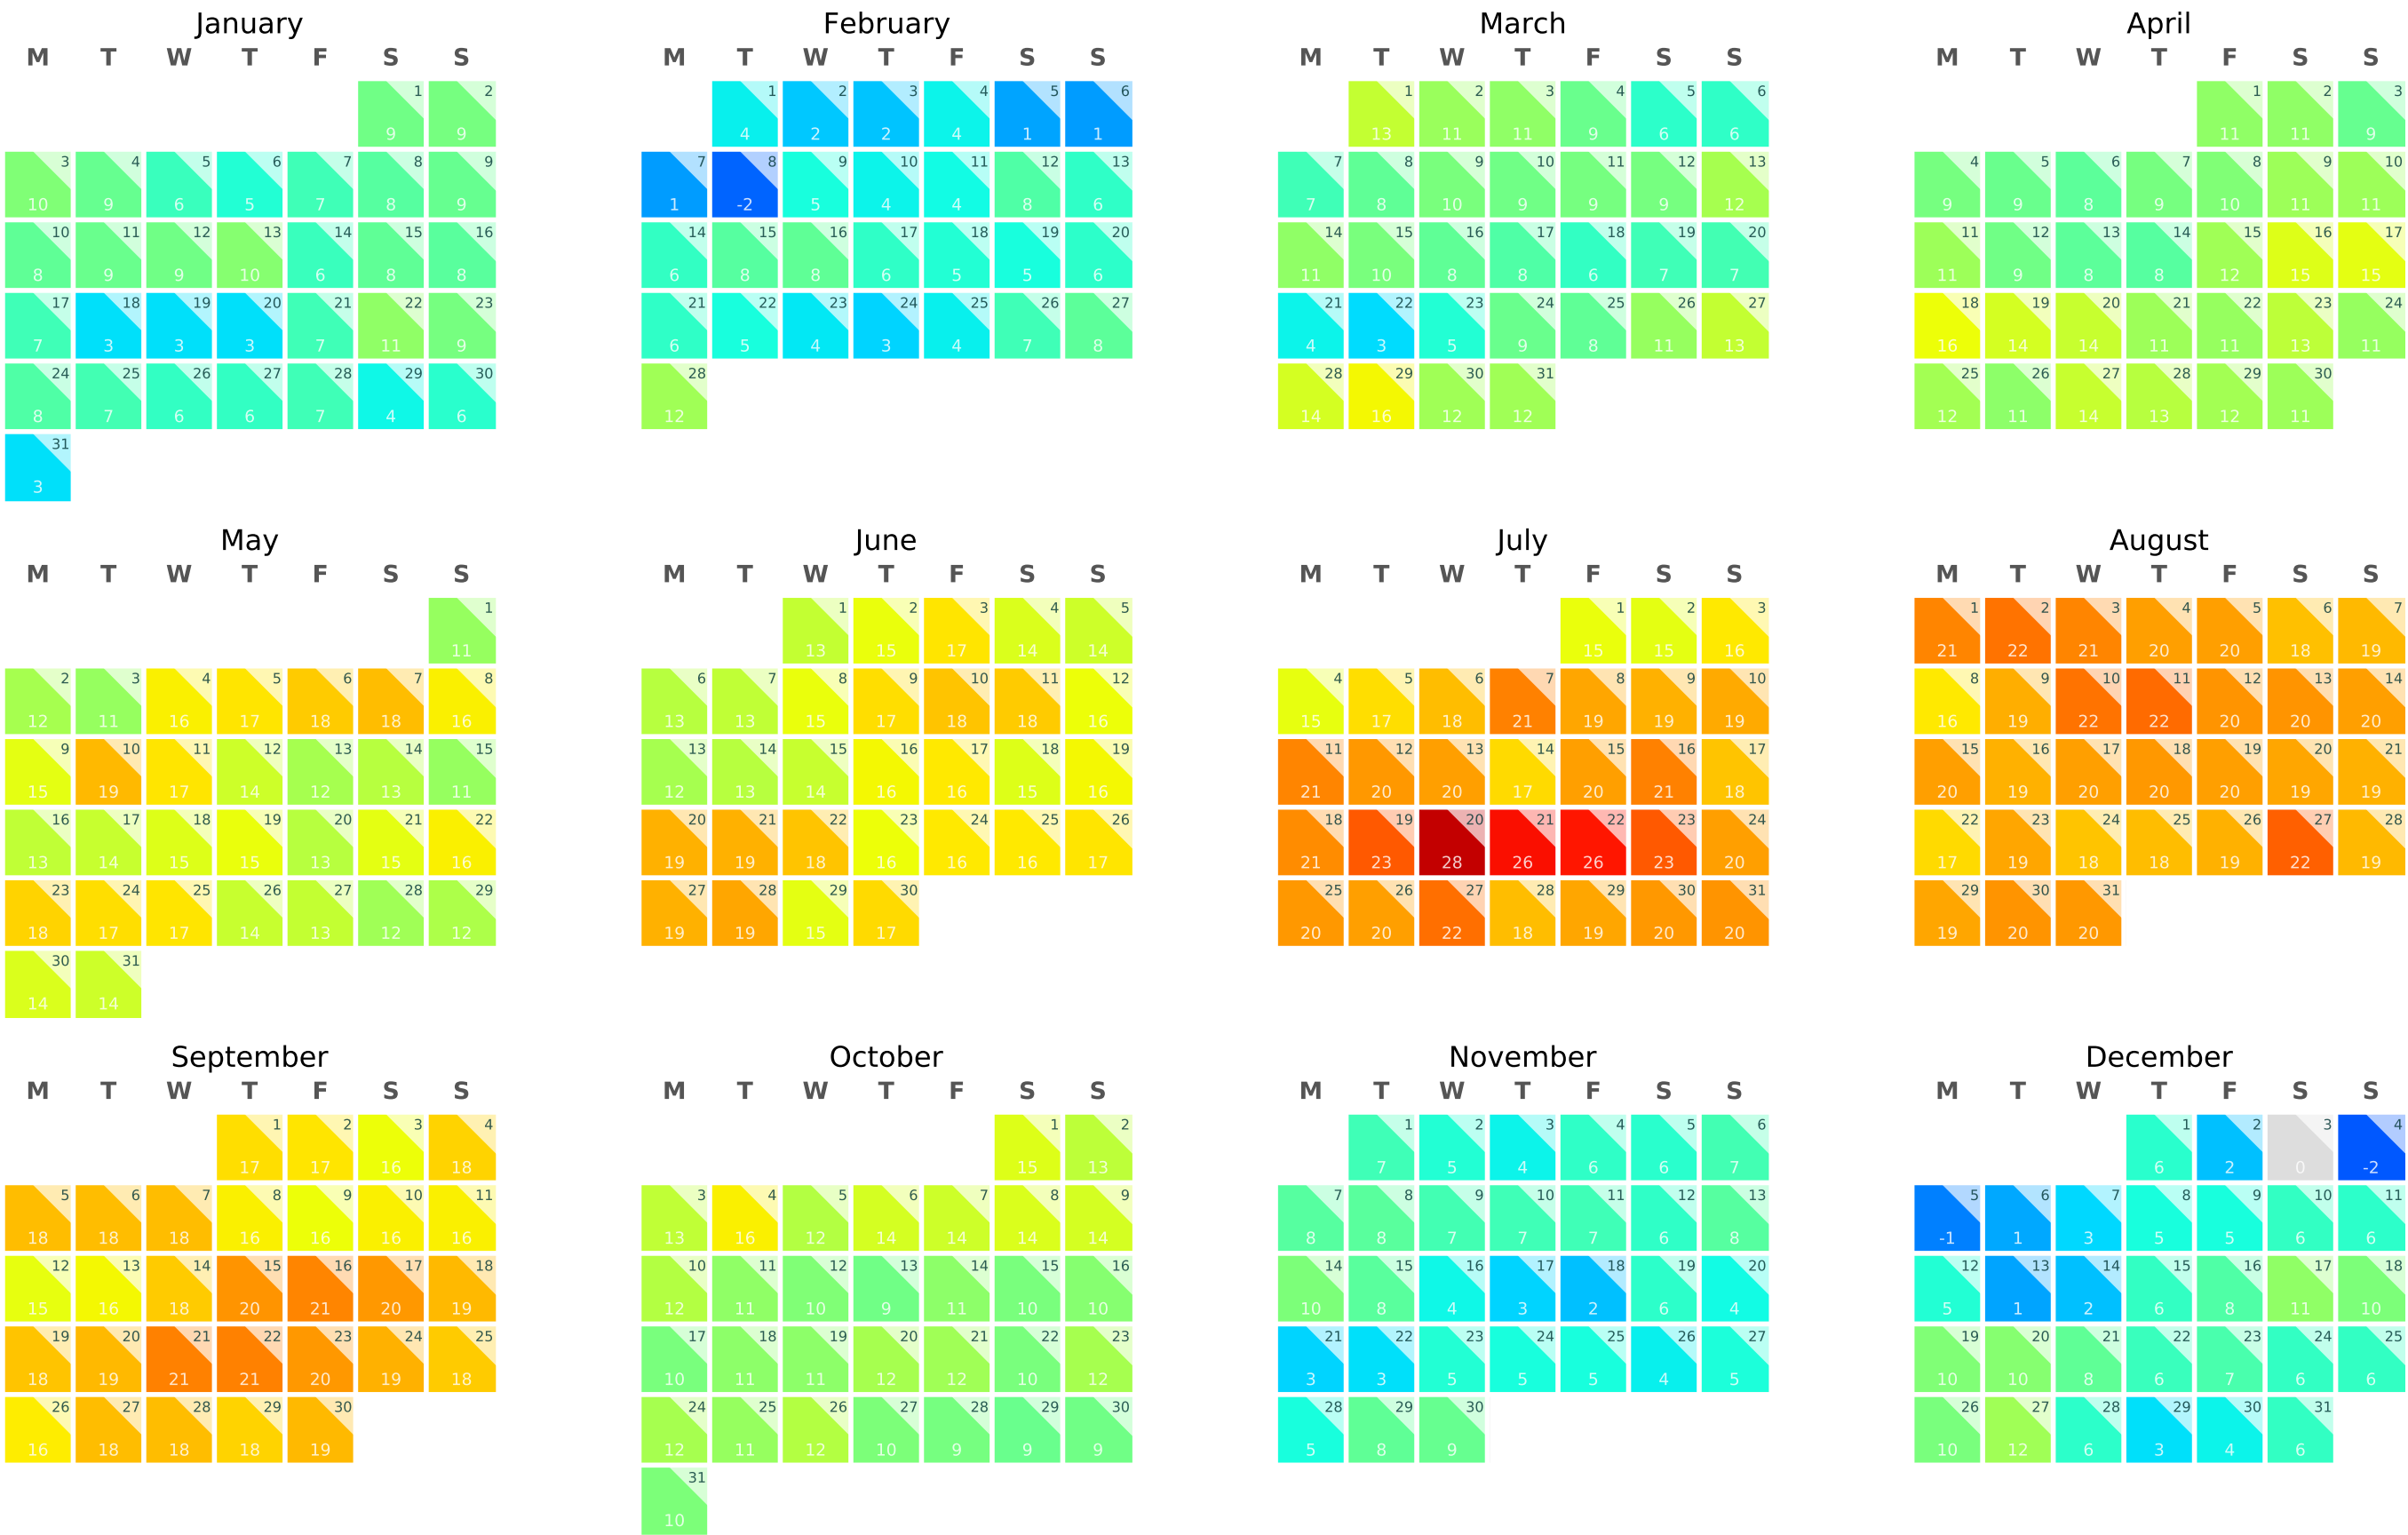 January February March April
M T W T F S S M T W T F S S M T W T F S S M T W T F S S
1 2 1 2 3 4 5 6 1 2 3 4 5 6 1 2 3
9 9 4 2 2 4 1 1 13 11 11 9 6 6 11 11 9
3 4 5 6 7 8 9 7 8 9 10 11 12 13 7 8 9 10 11 12 13 4 5 6 7 8 9 10
10 9 6 5 7 8 9 1 -2 5 4 4 8 6 7 8 10 9 9 9 12 9 9 8 9 10 11 11
10 11 12 13 14 15 16 14 15 16 17 18 19 20 14 15 16 17 18 19 20 11 12 13 14 15 16 17
8 9 9 10 6 8 8 6 8 8 6 5 5 6 11 10 8 8 6 7 7 11 9 8 8 12 15 15
17 18 19 20 21 22 23 21 22 23 24 25 26 27 21 22 23 24 25 26 27 18 19 20 21 22 23 24
7 3 3 3 7 11 9 6 5 4 3 4 7 8 4 3 5 9 8 11 13 16 14 14 11 11 13 11
24 25 26 27 28 29 30 28 28 29 30 31 25 26 27 28 29 30
8 7 6 6 7 4 6 12 14 16 12 12 12 11 14 13 12 11
31
3
May June July August
M T W T F S S M T W T F S S M T W T F S S M T W T F S S
1 1 2 3 4 5 1 2 3 1 2 3 4 5 6 7
11 13 15 17 14 14 15 15 16 21 22 21 20 20 18 19
2 3 4 5 6 7 8 6 7 8 9 10 11 12 4 5 6 7 8 9 10 8 9 10 11 12 13 14
12 11 16 17 18 18 16 13 13 15 17 18 18 16 15 17 18 21 19 19 19 16 19 22 22 20 20 20
9 10 11 12 13 14 15 13 14 15 16 17 18 19 11 12 13 14 15 16 17 15 16 17 18 19 20 21
15 19 17 14 12 13 11 12 13 14 16 16 15 16 21 20 20 17 20 21 18 20 19 20 20 20 19 19
16 17 18 19 20 21 22 20 21 22 23 24 25 26 18 19 20 21 22 23 24 22 23 24 25 26 27 28
13 14 15 15 13 15 16 19 19 18 16 16 16 17 21 23 28 26 26 23 20 17 19 18 18 19 22 19
23 24 25 26 27 28 29 27 28 29 30 25 26 27 28 29 30 31 29 30 31
18 17 17 14 13 12 12 19 19 15 17 20 20 22 18 19 20 20 19 20 20
30 31
14 14
September October November December
M T W T F S S M T W T F S S M T W T F S S M T W T F S S
1 2 3 4 1 2 1 2 3 4 5 6 1 2 3 4
17 17 16 18 15 13 7 5 4 6 6 7 6 2 0 -2
5 6 7 8 9 10 11 3 4 5 6 7 8 9 7 8 9 10 11 12 13 5 6 7 8 9 10 11
18 18 18 16 16 16 16 13 16 12 14 14 14 14 8 8 7 7 7 6 8 -1 1 3 5 5 6 6
12 13 14 15 16 17 18 10 11 12 13 14 15 16 14 15 16 17 18 19 20 12 13 14 15 16 17 18
15 16 18 20 21 20 19 12 11 10 9 11 10 10 10 8 4 3 2 6 4 5 1 2 6 8 11 10
19 20 21 22 23 24 25 17 18 19 20 21 22 23 21 22 23 24 25 26 27 19 20 21 22 23 24 25
18 19 21 21 20 19 18 10 11 11 12 12 10 12 3 3 5 5 5 4 5 10 10 8 6 7 6 6
26 27 28 29 30 24 25 26 27 28 29 30 28 29 30 26 27 28 29 30 31
16 18 18 18 19 12 11 12 10 9 9 9 5 8 9 10 12 6 3 4 6
31
10